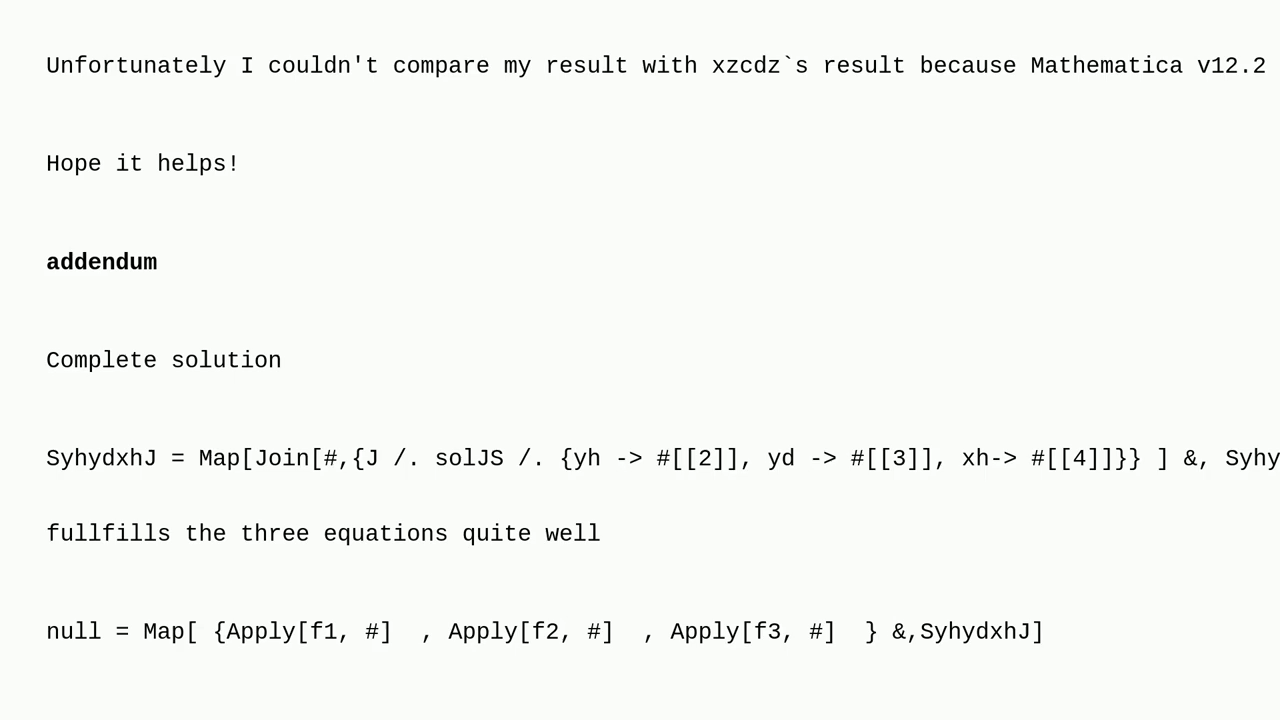 Unfortunately I couldn't compare my result with xzcdz`s result because Mathematica v12.2
Hope it helps!
addendum
Complete solution
SyhydxhJ = Map[Join[#,{J /. solJS /. {yh -> #[[2]], yd -> #[[3]], xh-> #[[4]]}} ] &, Syhy
fullfills the three equations quite well
null = Map[ {Apply[f1, #]  , Apply[f2, #]  , Apply[f3, #]  } &,SyhydxhJ]